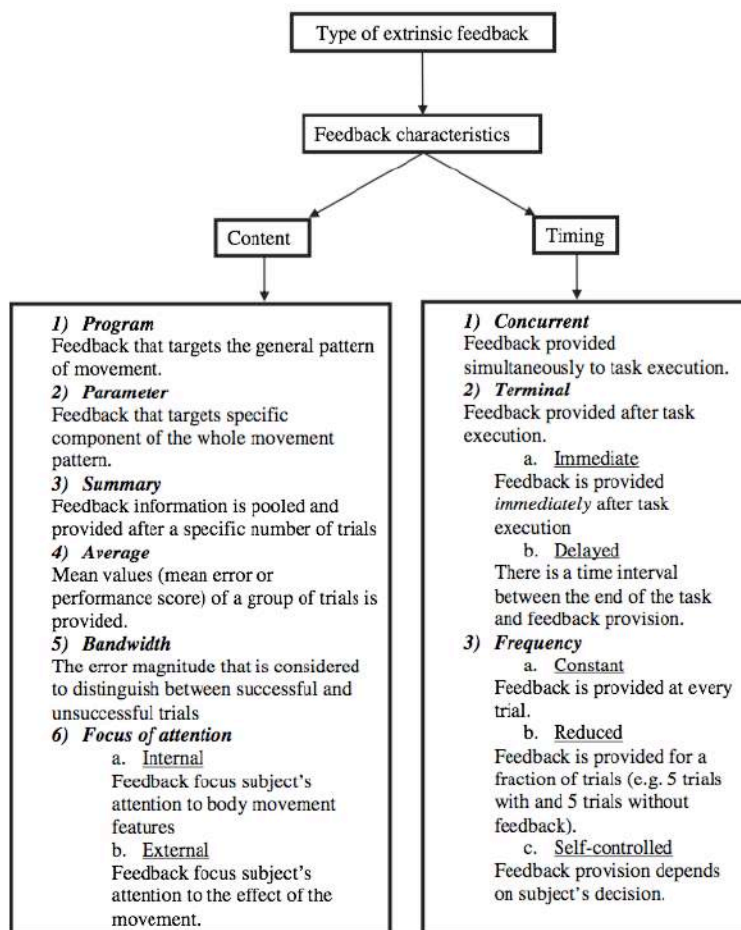 Type of extrinsic feedback
Feedback characteristics
Content
Timing
1) Program
Feedback that targets the general pattern
of movement.
2) Parameter
Feedback that targets specific
component of the whole movement
pattern.
3) Summary
Feedback information is pooled and
provided after a specific number of trials
4) Average
Mean values (mean error or
performance score) of a group of trials is
provided.
5) Bandwidth
The error magnitude that is considered
to distinguish between successful and
unsuccessful trials
6) Focus of attention
a. Internal
Feedback focus subject's
attention to body movement
features
b. External
Feedback focus subject's
attention to the effect of the
movement.
1) Concurrent
Feedback provided
simultaneously to task execution.
2) Terminal
Feedback provided after task
execution.
a. Immediate
Feedback is provided
immediately after task
execution
b. Delayed
There is a time interval
between the end of the task
and feedback provision.
3) Frequency
a. Constant
Feedback is provided at every
trial.
b. Reduced
Feedback is provided for a
fraction of trials (e.g. 5 trials
with and 5 trials without
feedback).
c. Self-controlled
Feedback provision depends
on subject's decision.